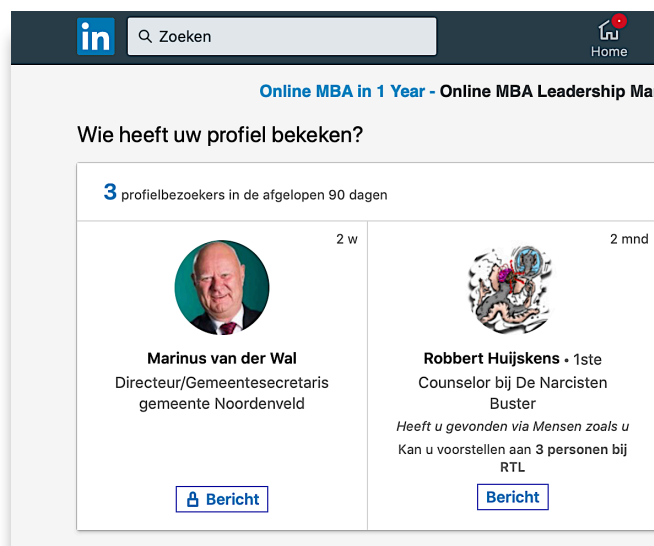 in
Zoeken
Home
Online MBA in 1 Year - Online MBA Leadership Ma
Wie heeft uw profiel bekeken?
3 profielbezoekers in de afgelopen 90 dagen
2 w
Marinus van der Wal
Directeur/Gemeentesecretaris
gemeente Noordenveld
Bericht
2 mnd
Robbert Huijskens • 1ste
Counselor bij De Narcisten
Buster
Heeft u gevonden via Mensen zoals u
Kan u voorstellen aan 3 personen bij
RTL
Bericht